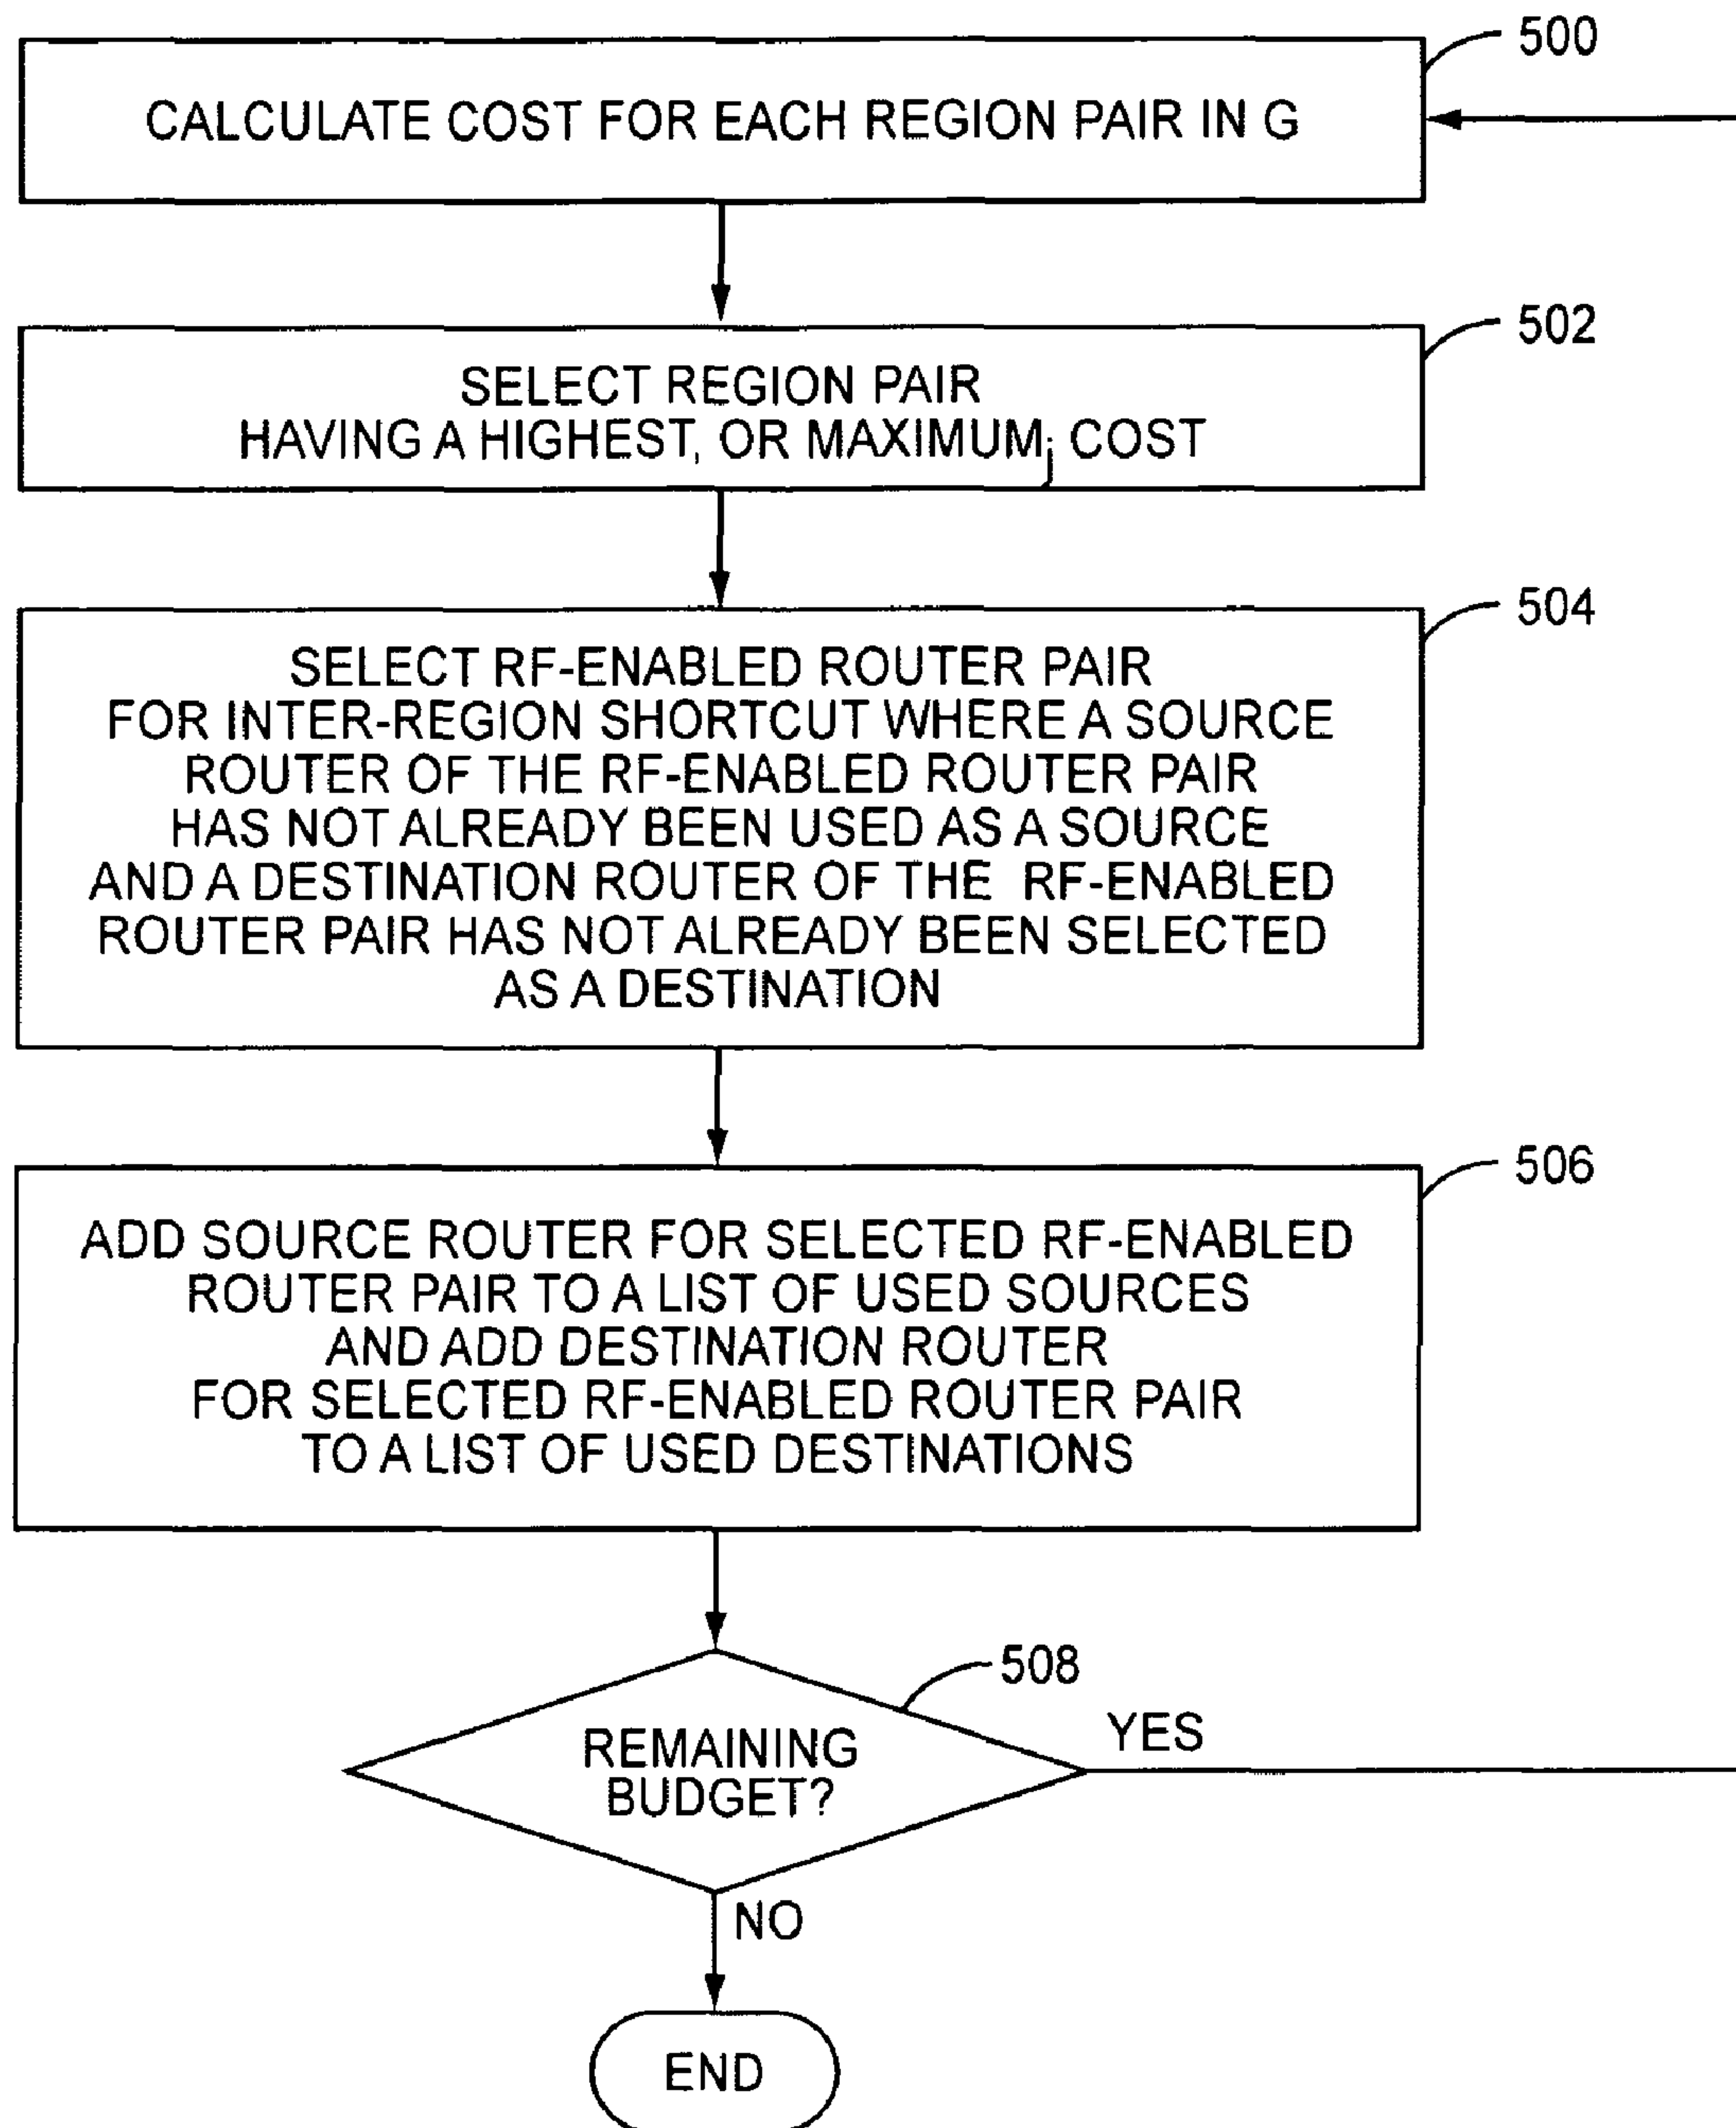 500
CALCULATE COST FOR EACH REGION PAIR IN G
502
SELECT REGION PAIR
HAVING A HIGHEST, OR MAXIMUM, COST
504
SELECT RF-ENABLED ROUTER PAIR
FOR INTER-REGION SHORTCUT WHERE A SOURCE
ROUTER OF THE RF-ENABLED ROUTER PAIR
HAS NOT ALREADY BEEN USED AS A SOURCE
AND A DESTINATION ROUTER OF THE RF-ENABLED
ROUTER PAIR HAS NOT ALREADY BEEN SELECTED
AS A DESTINATION
506
ADD SOURCE ROUTER FOR SELECTED RF-ENABLED
ROUTER PAIR TO A LIST OF USED SOURCES
AND ADD DESTINATION ROUTER
FOR SELECTED RF-ENABLED ROUTER PAIR
TO A LIST OF USED DESTINATIONS
508
REMAINING
BUDGET?
YES
NO
END